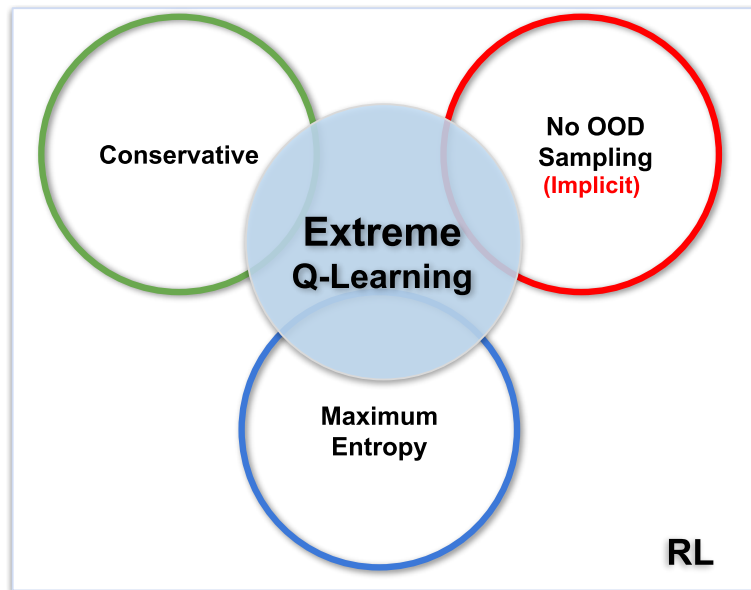 Conservative
No OOD
Sampling
(Implicit)
Extreme
Q-Learning
Maximum
Entropy
RL